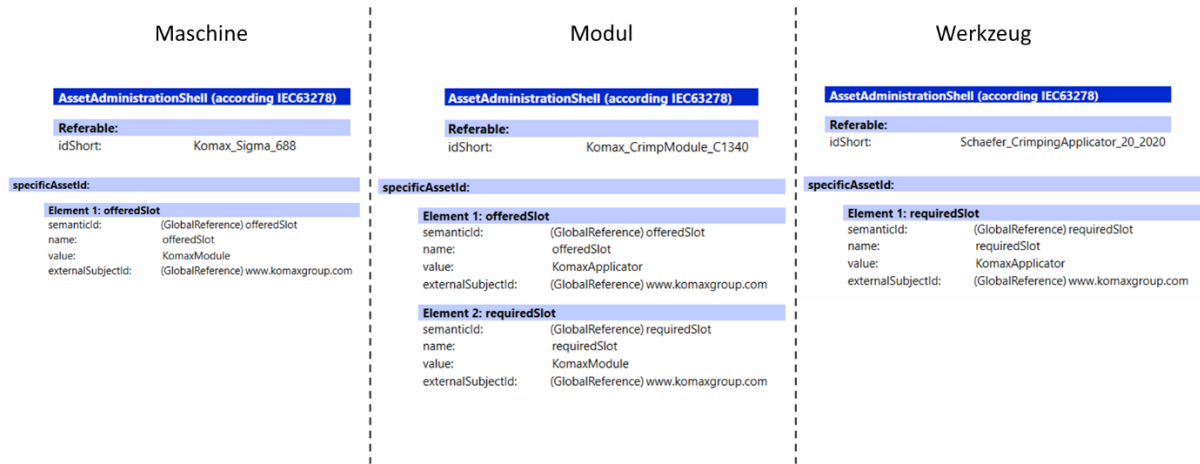 Maschine
AssetAdministrationShell (according IEC63278)
Referable:
idShort: Komax_Sigma_688
specificAssetId:
Element 1: offeredSlot
semanticId: (GlobalReference) offeredSlot
name: offeredSlot
value: KomaxModule
externalSubjectId: (GlobalReference) www.komaxgroup.com
Modul
AssetAdministrationShell (according IEC63278)
Referable:
idShort: Komax_CrimpModule_C1340
specificAssetId:
Element 1: offeredSlot
semanticId: (GlobalReference) offeredSlot
name: offeredSlot
value: KomaxApplicator
externalSubjectId: (GlobalReference) www.komaxgroup.com
Element 2: requiredSlot
semanticId: (GlobalReference) requiredSlot
name: requiredSlot
value: KomaxModule
externalSubjectId: (GlobalReference) www.komaxgroup.com
Werkzeug
AssetAdministrationShell (according IEC63278)
Referable:
idShort: Schaefer_CrimpingApplicator_20_2020
specificAssetId:
Element 1: requiredSlot
semanticId: (GlobalReference) requiredSlot
name: requiredSlot
value: KomaxApplicator
externalSubjectId: (GlobalReference) www.komaxgroup.com